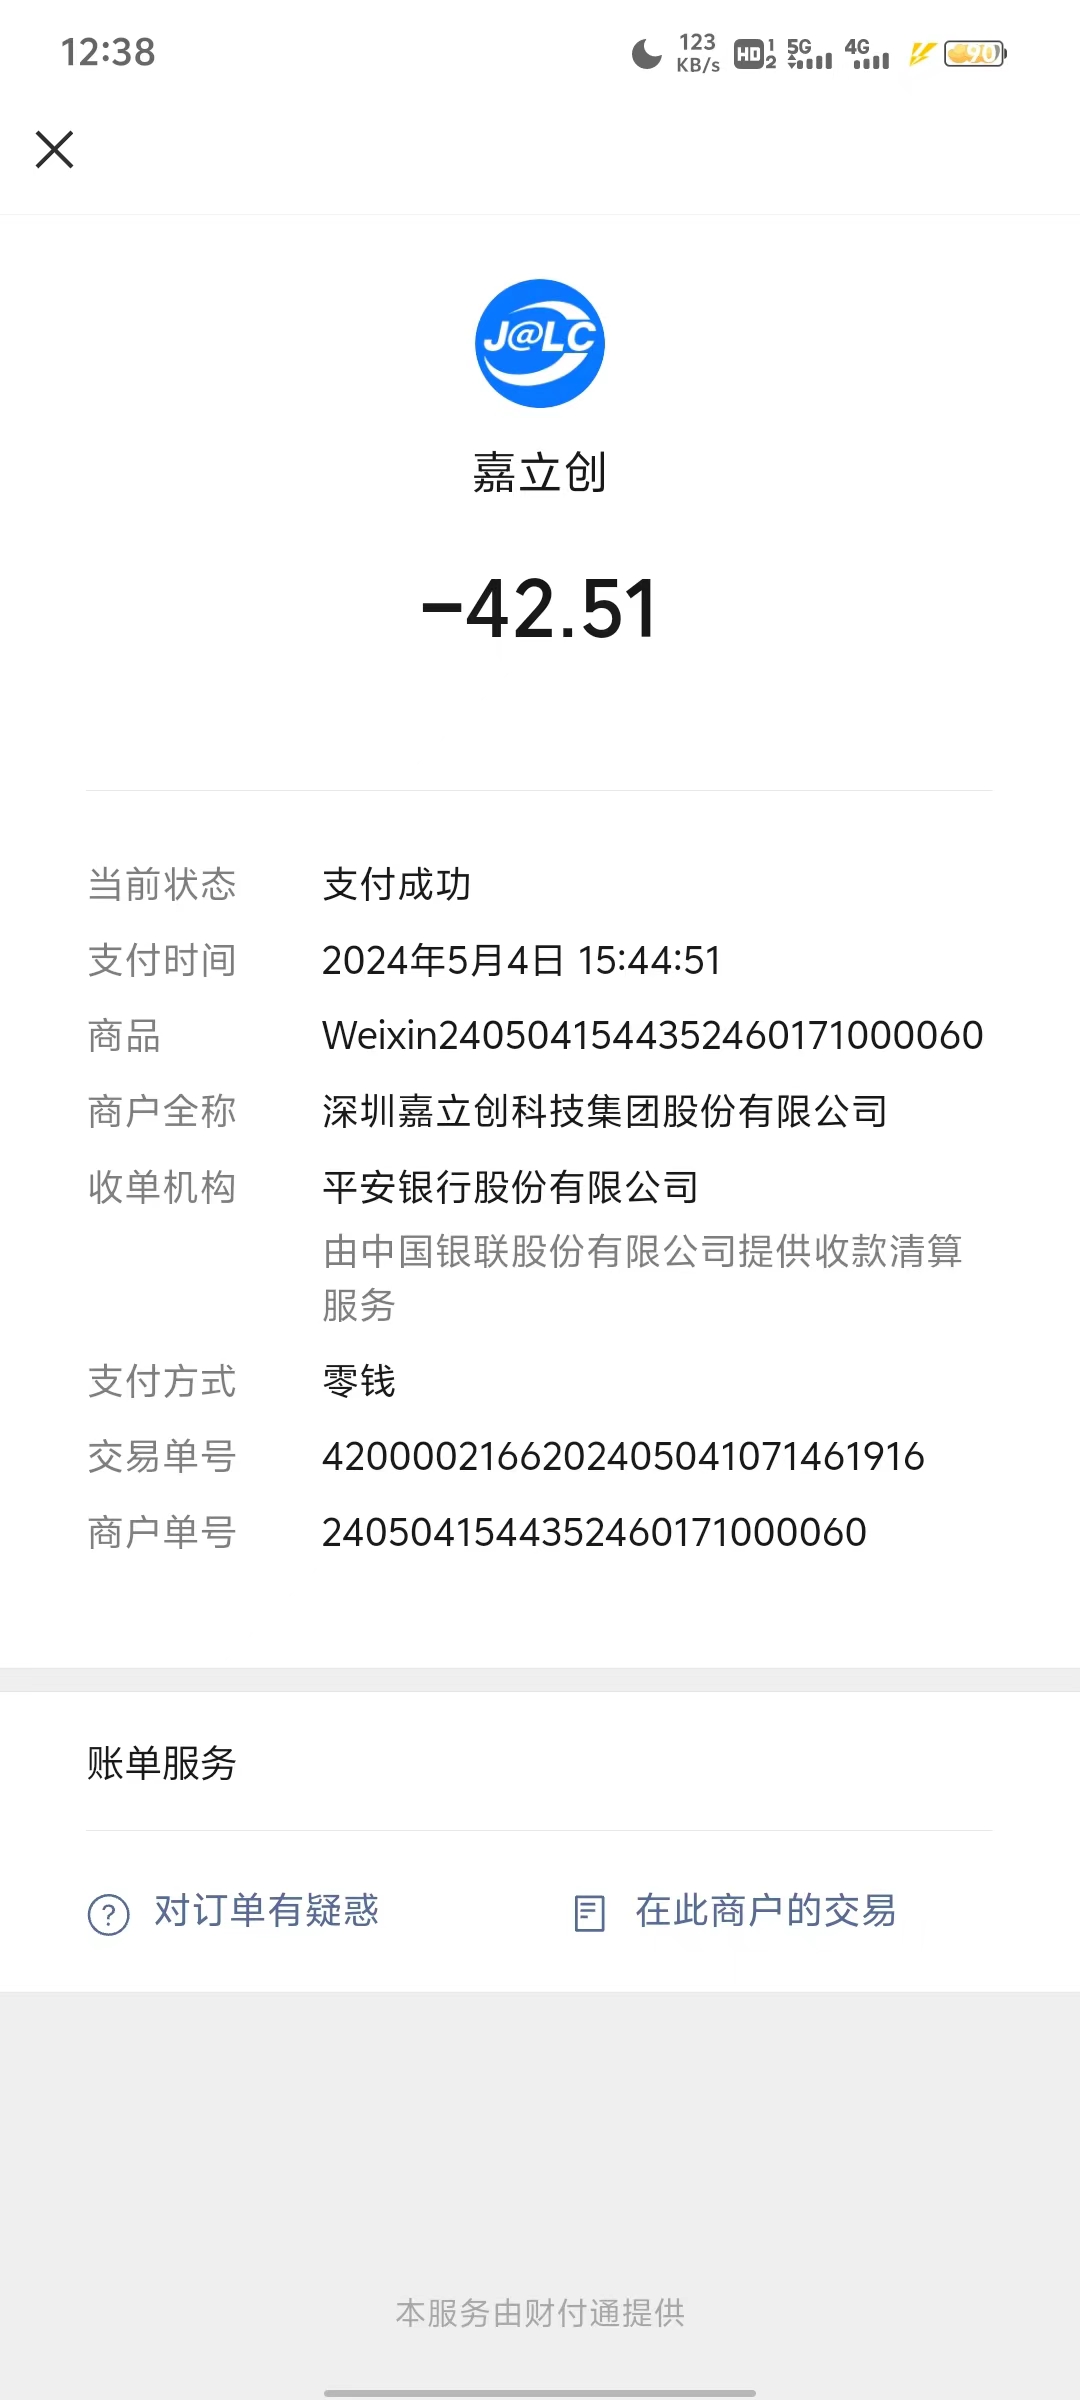 12:38
123
KB/s
HD 1 2
5G
4G
90
J@LC
嘉立创
-42.51
当前状态 支付成功
支付时间 2024年5月4日 15:44:51
商品 Weixin2405041544352460171000060
商户全称 深圳嘉立创科技集团股份有限公司
收单机构 平安银行股份有限公司
由中国银联股份有限公司提供收款清算
服务
支付方式 零钱
交易单号 4200002166202405041071461916
商户单号 2405041544352460171000060
账单服务
? 对订单有疑惑 在此商户的交易
本服务由财付通提供